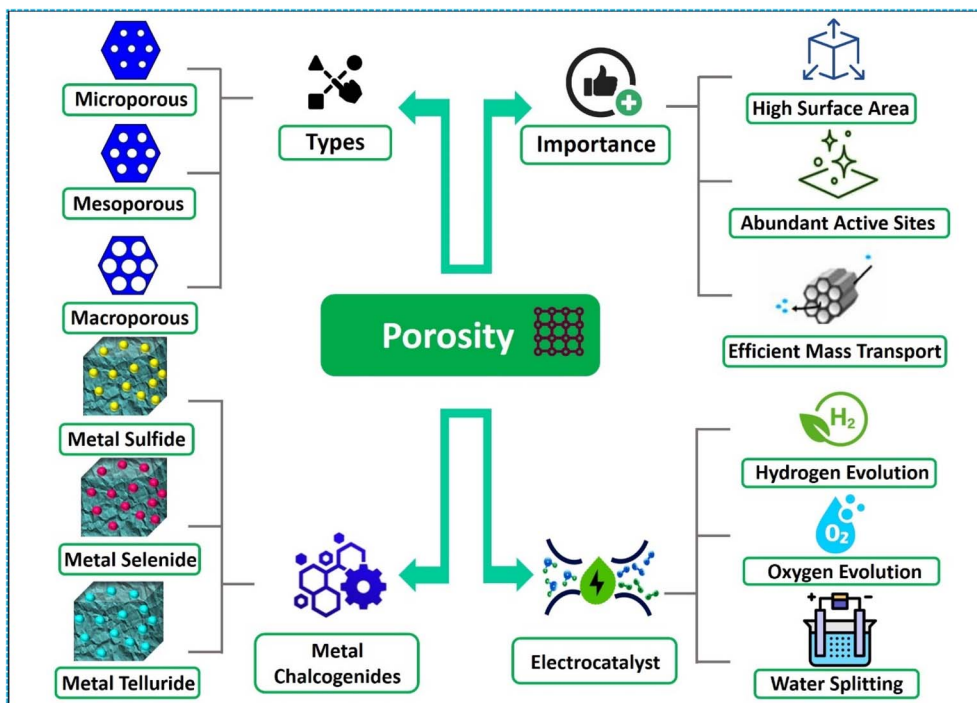 Microporous
Mesoporous
Macroporous
Types
Importance
High Surface Area
Abundant Active Sites
Efficient Mass Transport
Porosity
Metal Sulfide
Metal Selenide
Metal Telluride
Metal
Chalcogenides
Electrocatalyst
H2
Hydrogen Evolution
O2
Oxygen Evolution
+ -
Water Splitting